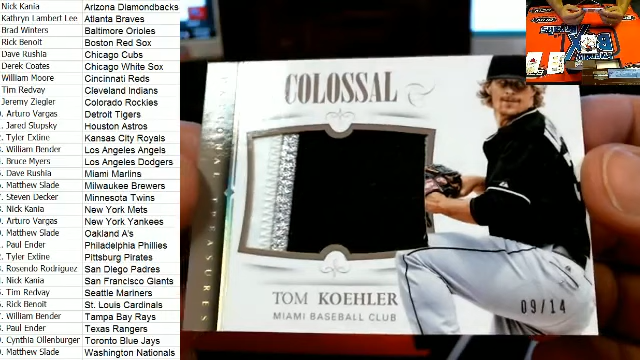 Nick Kania Arizona Diamondbacks
Kathryn Lambert Lee Atlanta Braves
Brad Winters Baltimore Orioles
Rick Benoit Boston Red Sox
Dave Rushia Chicago Cubs
Derek Coates Chicago White Sox
William Moore Cincinnati Reds
Tim Redvay Cleveland Indians
Jeremy Ziegler Colorado Rockies
Arturo Vargas Detroit Tigers
Jared Stupsky Houston Astros
Tyler Extine Kansas City Royals
William Bender Los Angeles Angels
Bruce Myers Los Angeles Dodgers
Dave Rushia Miami Marlins
Matthew Slade Milwaukee Brewers
Steven Decker Minnesota Twins
Nick Kania New York Mets
Arturo Vargas New York Yankees
Matthew Slade Oakland A's
Paul Ender Philadelphia Phillies
Tyler Extine Pittsburg Pirates
Rosendo Rodriguez San Diego Padres
Nick Kania San Francisco Giants
Tim Redvay Seattle Mariners
Rick Benoit St. Louis Cardinals
William Bender Tampa Bay Rays
Paul Ender Texas Rangers
Cynthia Ollenburger Toronto Blue Jays
Matthew Slade Washington Nationals
COLOSSAL
TREASURES
TOM KOEHLER
MIAMI BASEBALL CLUB
09/14